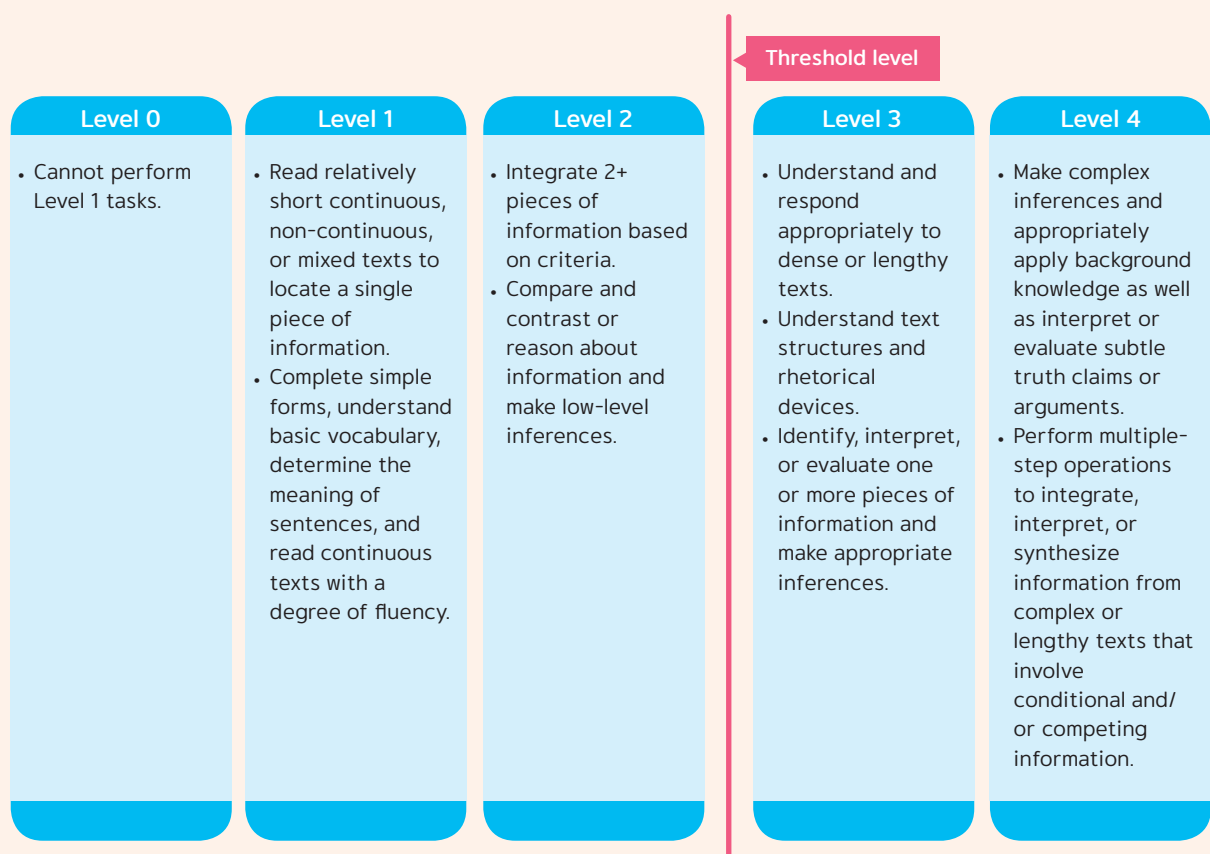 Threshold level
Level 0
• Cannot perform
Level 1 tasks.
Level 1
• Read relatively
short continuous,
non-continuous,
or mixed texts to
locate a single
piece of
information.
• Complete simple
forms, understand
basic vocabulary,
determine the
meaning of
sentences, and
read continuous
texts with a
degree of fluency.
Level 2
• Integrate 2+
pieces of
information based
on criteria.
• Compare and
contrast or
reason about
information and
make low-level
inferences.
Level 3
• Understand and
respond
appropriately to
dense or lengthy
texts.
• Understand text
structures and
rhetorical
devices.
• Identify, interpret,
or evaluate one
or more pieces of
information and
make appropriate
inferences.
Level 4
• Make complex
inferences and
appropriately
apply background
knowledge as well
as interpret or
evaluate subtle
truth claims or
arguments.
• Perform multiple-
step operations
to integrate,
interpret, or
synthesize
information from
complex or
lengthy texts that
involve
conditional and/
or competing
information.